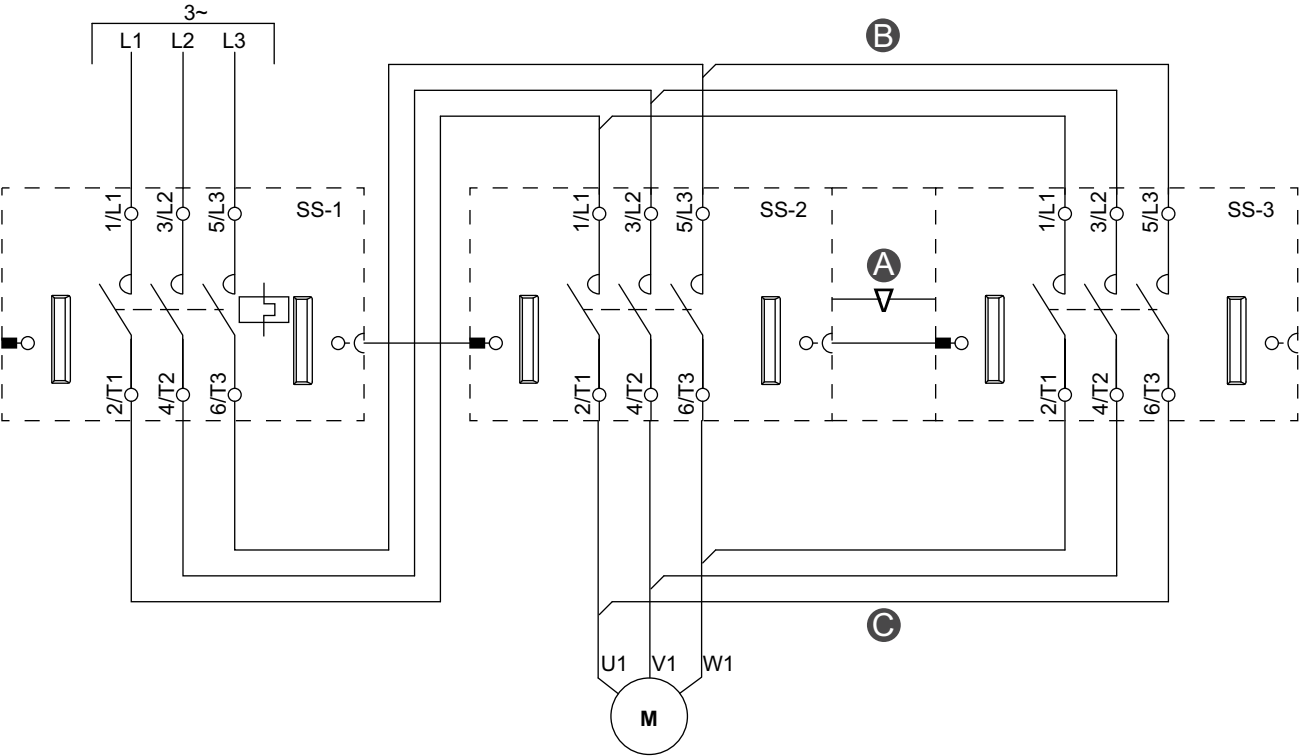 3~
L1 L2 L3
B
1/L1 3/L2 5/L3 SS-1
1/L1 3/L2 5/L3 SS-2
1/L1 3/L2 5/L3 SS-3
A
2/T1 4/T2 6/T3
2/T1 4/T2 6/T3
2/T1 4/T2 6/T3
C
U1 V1 W1
M